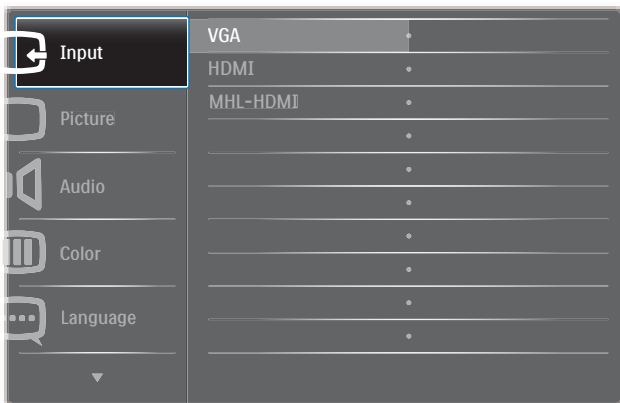 Input
Picture
Audio
Color
Language
VGA
HDMI
MHL-HDMI